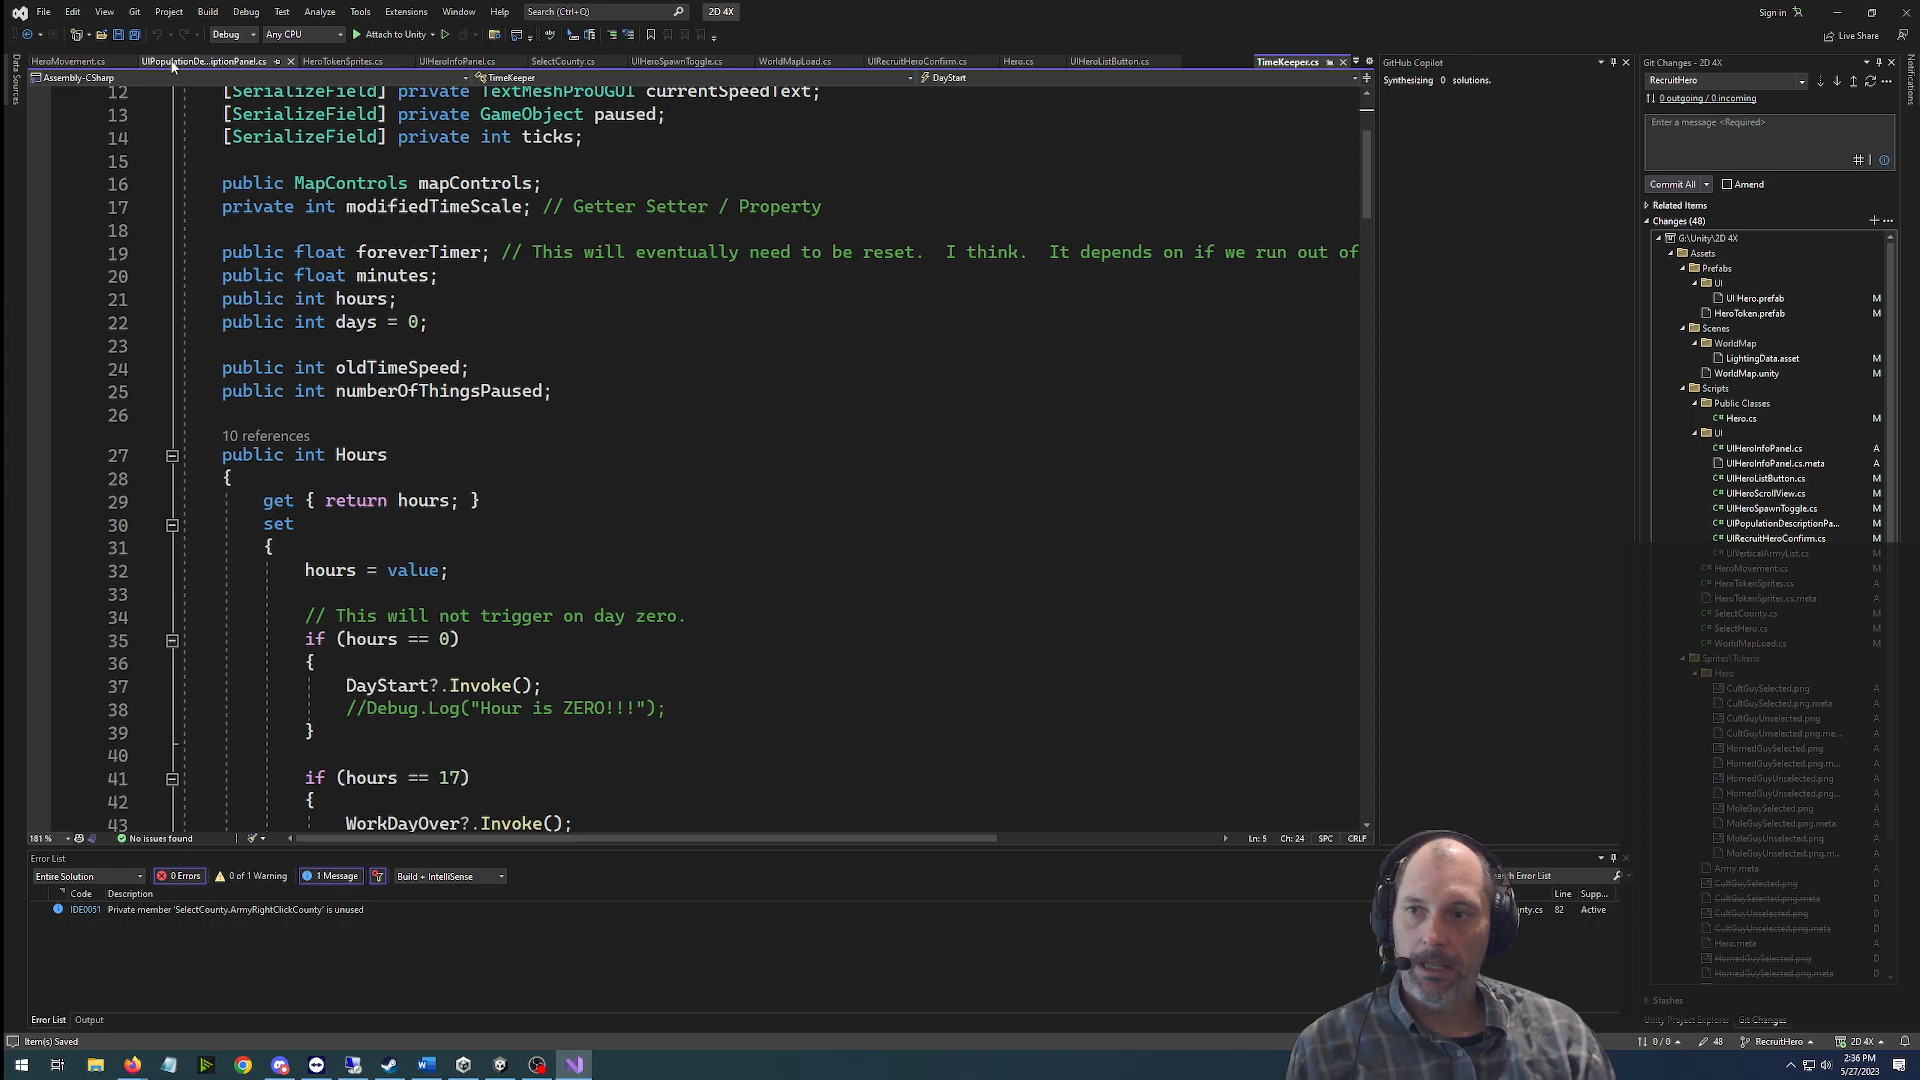 File Edit View Git Project Build Debug Test Analyze Tools Extensions Window Help Search (Ctrl+Q) 2D 4X Sign in
Debug Any CPU Attach to Unity Live Share
HeroMovement.cs UIPopulationDe...iptionPanel.cs HeroTokenSprites.cs UIHeroInfoPanel.cs SelectCounty.cs UIHeroSpawnToggle.cs WorldMapLoad.cs UIRecruitHeroConfirm.cs Hero.cs UIHeroListButton.cs TimeKeeper.cs
Assembly-CSharp TimeKeeper DayStart
Data Sources
Notifications
12 [SerializeField] private TextMeshProUGUI currentSpeedText;
13 [SerializeField] private GameObject paused;
14 [SerializeField] private int ticks;
15
16 public MapControls mapControls;
17 private int modifiedTimeScale; // Getter Setter / Property
18
19 public float foreverTimer; // This will eventually need to be reset.  I think.  It depends on if we run out of
20 public float minutes;
21 public int hours;
22 public int days = 0;
23
24 public int oldTimeSpeed;
25 public int numberOfThingsPaused;
26
10 references
27 public int Hours
28 {
29 get { return hours; }
30 set
31 {
32 hours = value;
33
34 // This will not trigger on day zero.
35 if (hours == 0)
36 {
37 DayStart?.Invoke();
38 //Debug.Log("Hour is ZERO!!!");
39 }
40
41 if (hours == 17)
42 {
43 WorkDayOver?.Invoke();
181 % No issues found Ln: 5 Ch: 24 SPC CRLF
GitHub Copilot
Synthesizing 0 solutions.
Git Changes - 2D 4X
RecruitHero
0 outgoing / 0 incoming
Enter a message <Required>
Commit All Amend
Related Items
Changes (48)
G:\Unity\2D 4X
Assets
Prefabs
UI
UI Hero.prefab M
HeroToken.prefab M
Scenes
WorldMap
LightingData.asset M
WorldMap.unity M
Scripts
Public Classes
Hero.cs M
UI
UIHeroInfoPanel.cs A
UIHeroInfoPanel.cs.meta A
UIHeroListButton.cs M
UIHeroScrollView.cs M
UIHeroSpawnToggle.cs M
UIPopulationDescriptionPa... M
UIRecruitHeroConfirm.cs M
UIVerticalArmyList.cs M
HeroMovement.cs M
HeroTokenSprites.cs A
HeroTokenSprites.cs.meta A
SelectCounty.cs M
SelectHero.cs M
WorldMapLoad.cs M
Sprites\Tokens
Hero
CultGuySelected.png A
CultGuySelected.png.meta A
CultGuyUnselected.png A
CultGuyUnselected.png.me... A
HornedGuySelected.png A
HornedGuySelected.png.m... A
HornedGuyUnselected.png A
HornedGuyUnselected.png.... A
MoleGuySelected.png A
MoleGuySelected.png.meta A
MoleGuyUnselected.png A
MoleGuyUnselected.png.m... A
Army.meta A
CultGuySelected.png D
CultGuySelected.png.meta D
CultGuyUnselected.png D
CultGuyUnselected.png.meta D
Hero.meta A
HornedGuySelected.png D
HornedGuySelected.png.meta D
Stashes
Unity Project Explorer Git Changes
Error List
Entire Solution 0 Errors 0 of 1 Warning 1 Message Build + IntelliSense earch Error List
Code Description Line Supp...
IDE0051 Private member 'SelectCounty.ArmyRightClickCounty' is unused nty.cs 82 Active
Error List Output
Item(s) Saved 0 / 0 48 RecruitHero 2D 4X
2:36 PM
5/27/2023